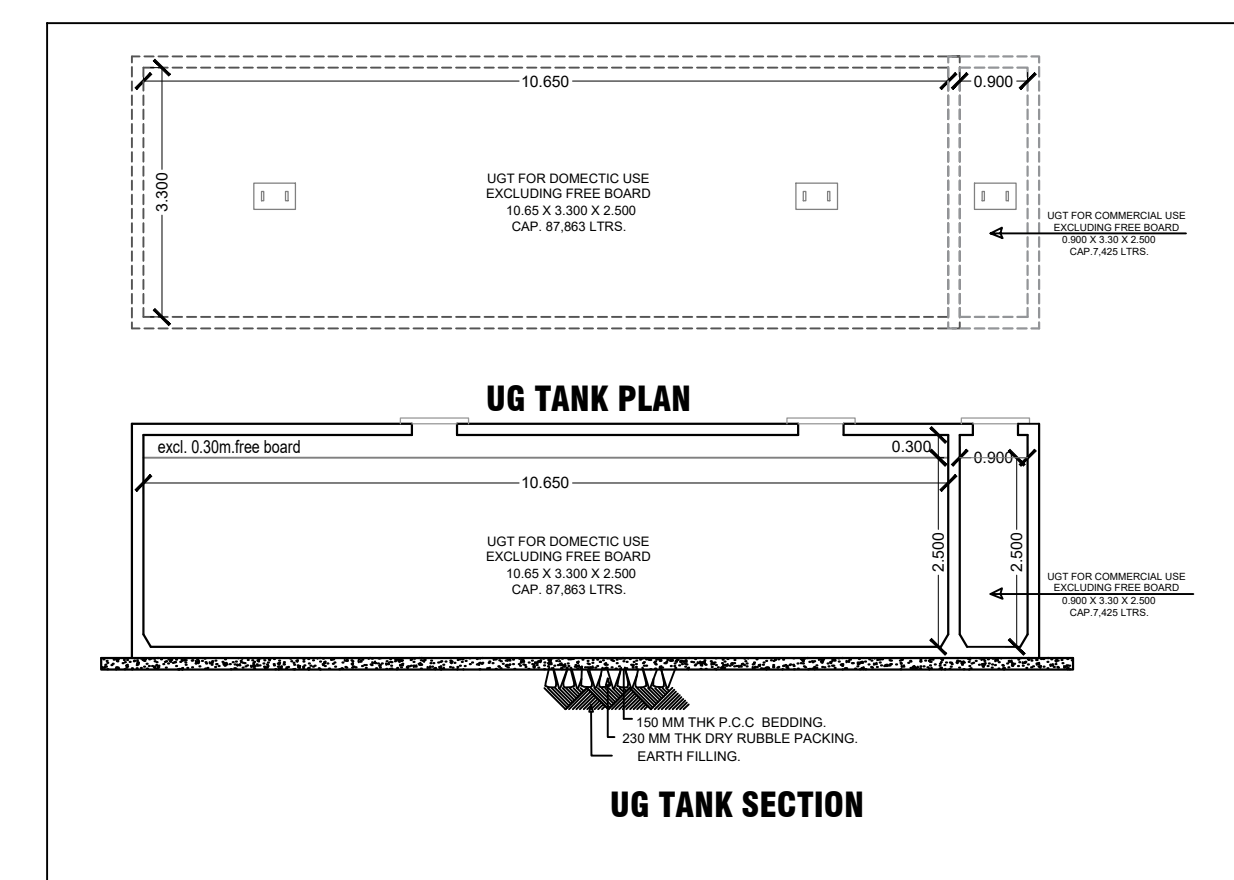 10.650
0.900
3.300
UGT FOR DOMECTIC USE
EXCLUDING FREE BOARD
10.65 X 3.300 X 2.500
CAP. 87,863 LTRS.
UGT FOR COMMERCIAL USE
EXCLUDING FREE BOARD
0.900 X 3.30 X 2.500
CAP.7,425 LTRS.
UG TANK PLAN
excl. 0.30m.free board
0.300
0.900
10.650
UGT FOR DOMECTIC USE
EXCLUDING FREE BOARD
10.65 X 3.300 X 2.500
CAP. 87,863 LTRS.
2.500
2.500
UGT FOR COMMERCIAL USE
EXCLUDING FREE BOARD
0.900 X 3.30 X 2.500
CAP.7,425 LTRS.
150 MM THK P.C.C BEDDING.
230 MM THK DRY RUBBLE PACKING.
EARTH FILLING.
UG TANK SECTION